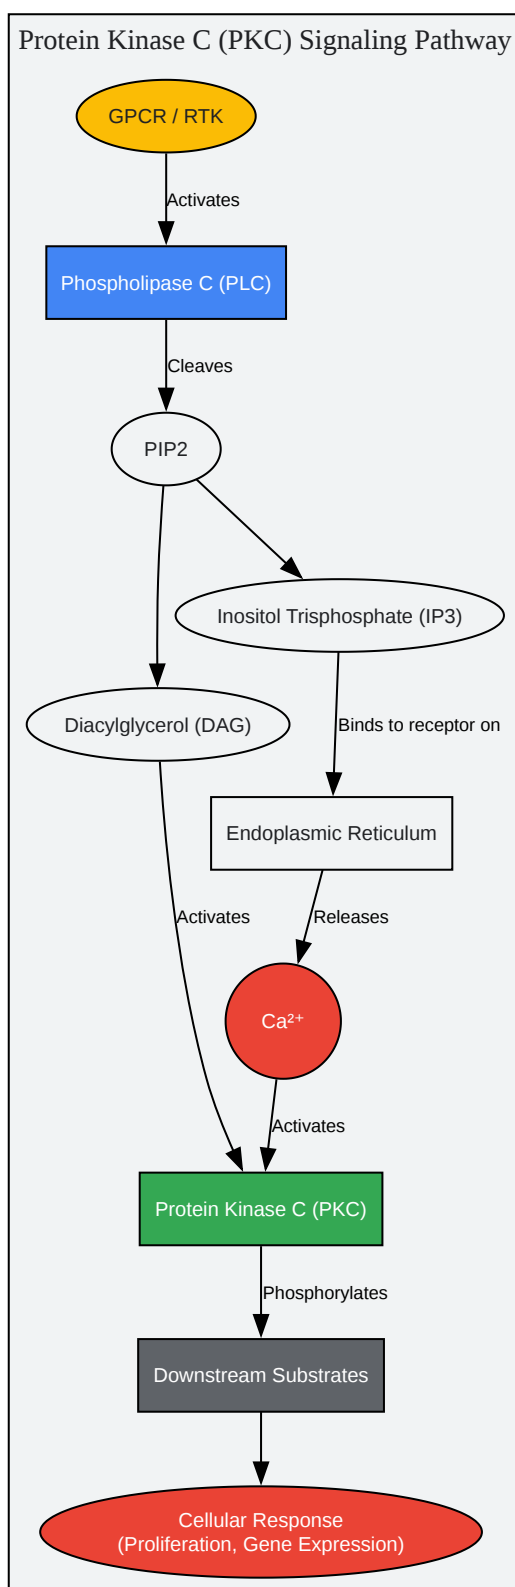 Protein Kinase C (PKC) Signaling Pathway
GPCR / RTK
Activates
Phospholipase C (PLC)
Cleaves
PIP2
Inositol Trisphosphate (IP3)
Diacylglycerol (DAG)
Binds to receptor on
Endoplasmic Reticulum
Activates
Releases
Ca²⁺
Activates
Protein Kinase C (PKC)
Phosphorylates
Downstream Substrates
Cellular Response
(Proliferation, Gene Expression)